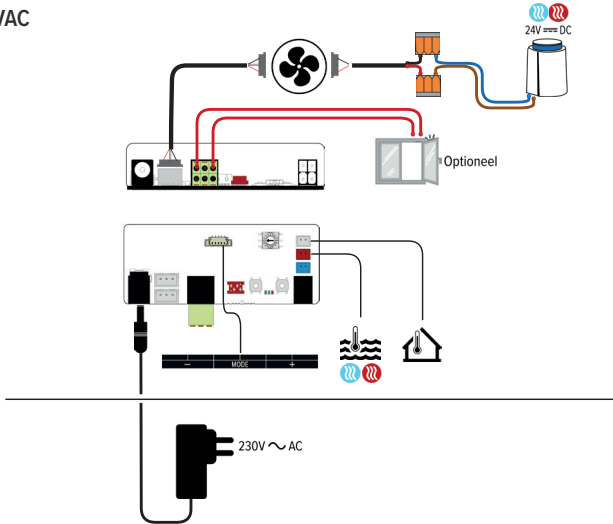 VAC
24V ⎓ DC
Optioneel
− MODE +
230V ∿ AC